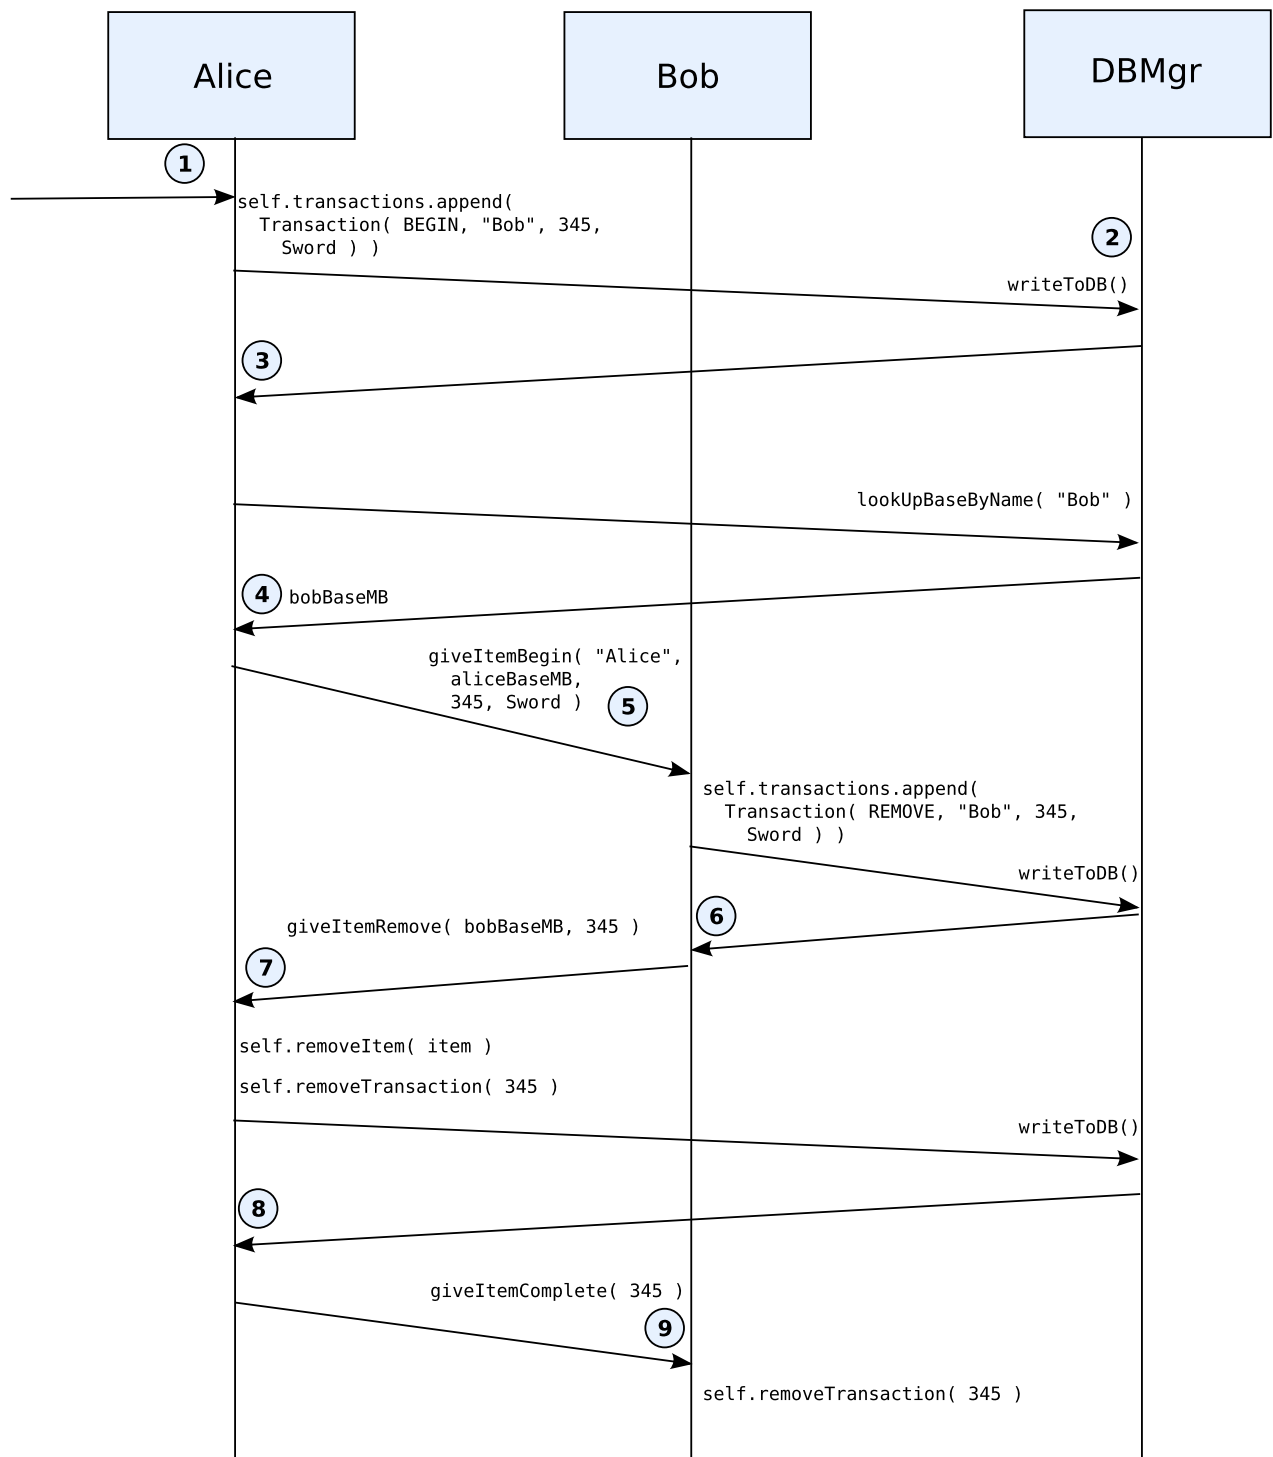 Alice
Bob
DBMgr
1
self.transactions.append(
Transaction( BEGIN, "Bob", 345,
Sword ) )
2
writeToDB()
3
lookUpBaseByName( "Bob" )
4
bobBaseMB
giveItemBegin( "Alice",
aliceBaseMB,
345, Sword )
5
self.transactions.append(
Transaction( REMOVE, "Bob", 345,
Sword ) )
writeToDB()
6
giveItemRemove( bobBaseMB, 345 )
7
self.removeItem( item )
self.removeTransaction( 345 )
writeToDB()
8
giveItemComplete( 345 )
9
self.removeTransaction( 345 )